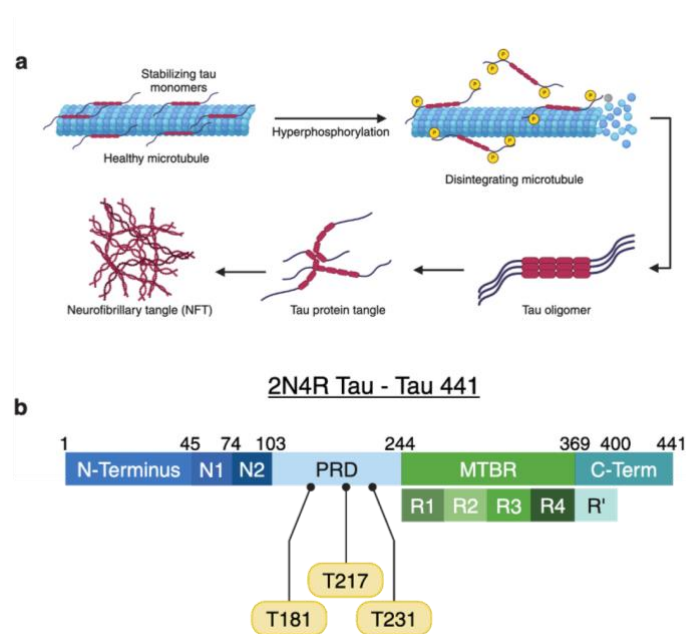 a
Stabilizing tau
monomers
Healthy microtubule
Hyperphosphorylation
P P P P P P P P
Disintegrating microtubule
Neurofibrillary tangle (NFT)
Tau protein tangle
Tau oligomer
2N4R Tau - Tau 441
b
1 45 74 103 244 369 400 441
N-Terminus N1 N2 PRD MTBR C-Term
R1 R2 R3 R4 R'
T217
T181 T231